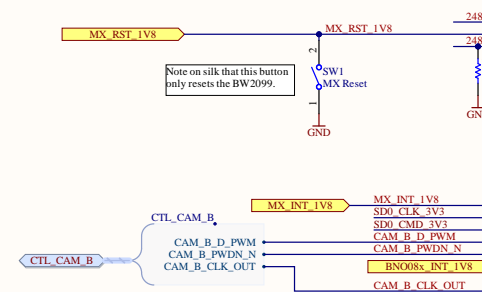 248
MX_RST_1V8
MX_RST_1V8
248
2
Note on silk that this button
only resets the BW2099.
SW1
MX Reset
1
GND
GN
MX_INT_1V8
MX_INT_1V8
SD0_CLK_3V3
CTL_CAM_B
SD0_CMD_3V3
CAM_B_D_PWM
CAM_B_D_PWM
CAM_B_PWDN_N
CAM_B_PWDN_N
CTL_CAM_B
CAM_B_CLK_OUT
BNO08x_INT_1V8
CAM_B_CLK_OUT